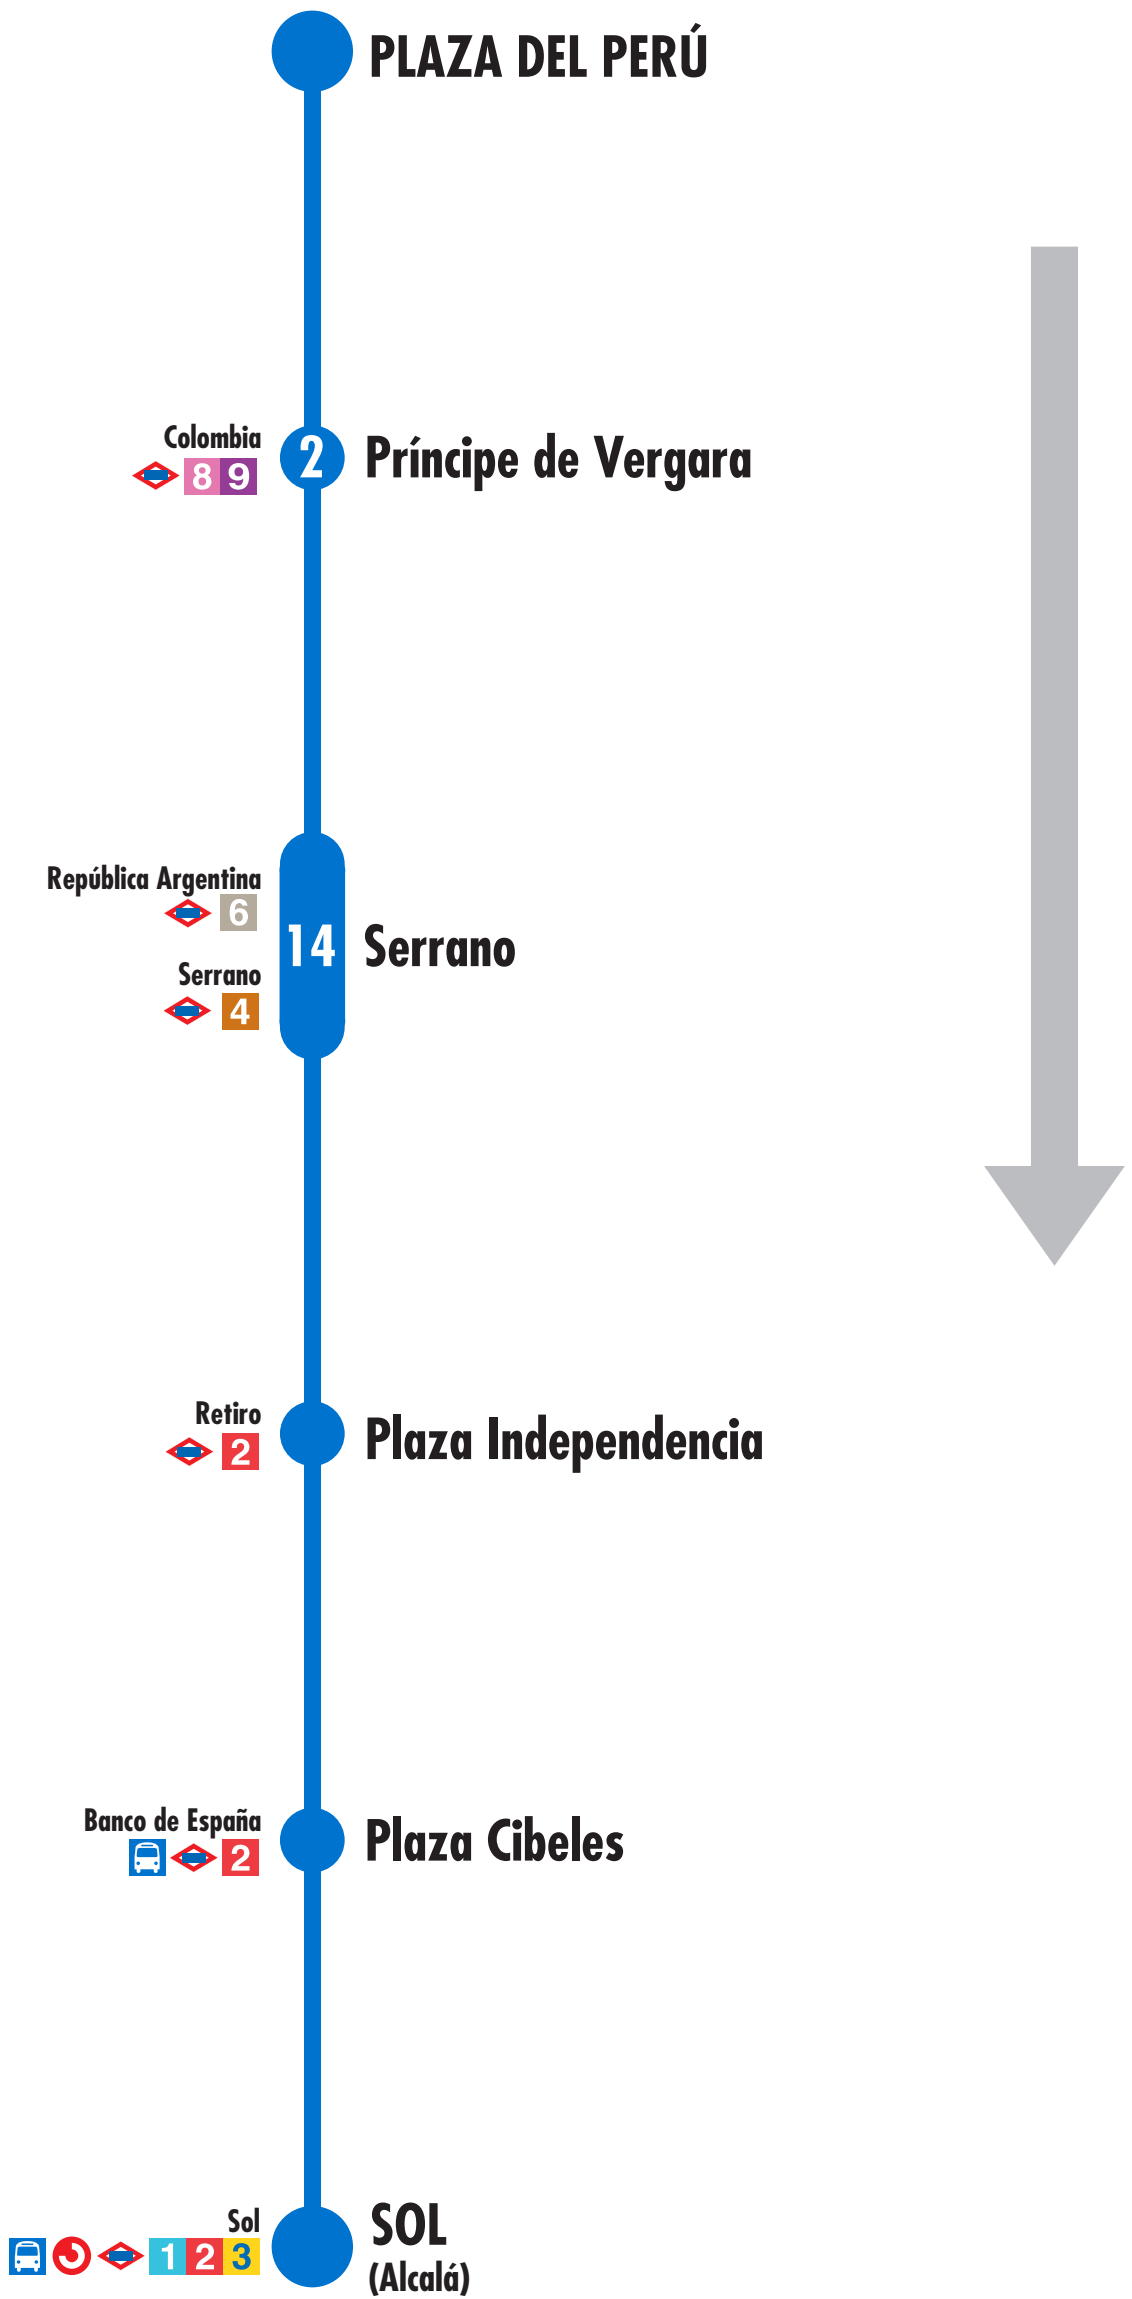 PLAZA DEL PERÚ
Colombia
8 9
2
Príncipe de Vergara
República Argentina
6
14
Serrano
Serrano
4
Retiro
2
Plaza Independencia
Banco de España
2
Plaza Cibeles
Sol
1 2 3
SOL
(Alcalá)